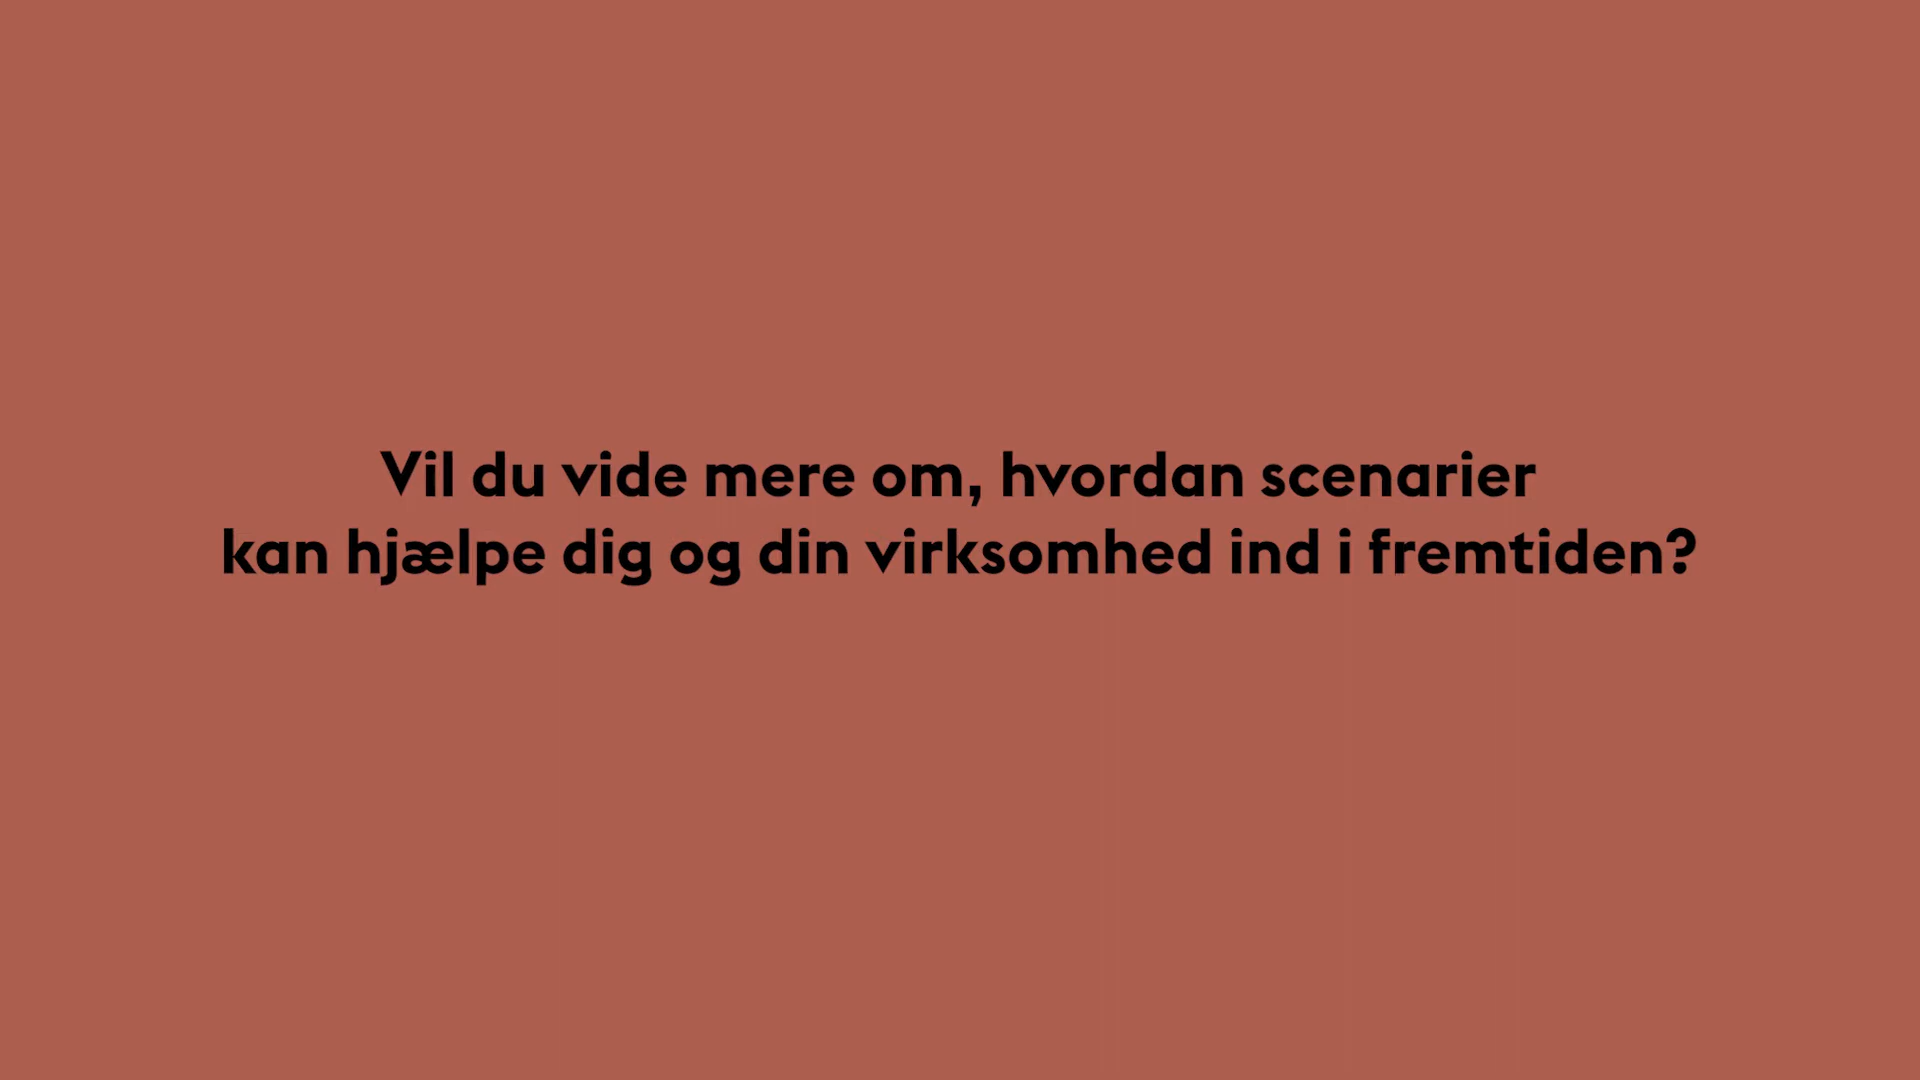 Vil du vide mere om, hvordan scenarier
kan hjælpe dig og din virksomhed ind i fremtiden?